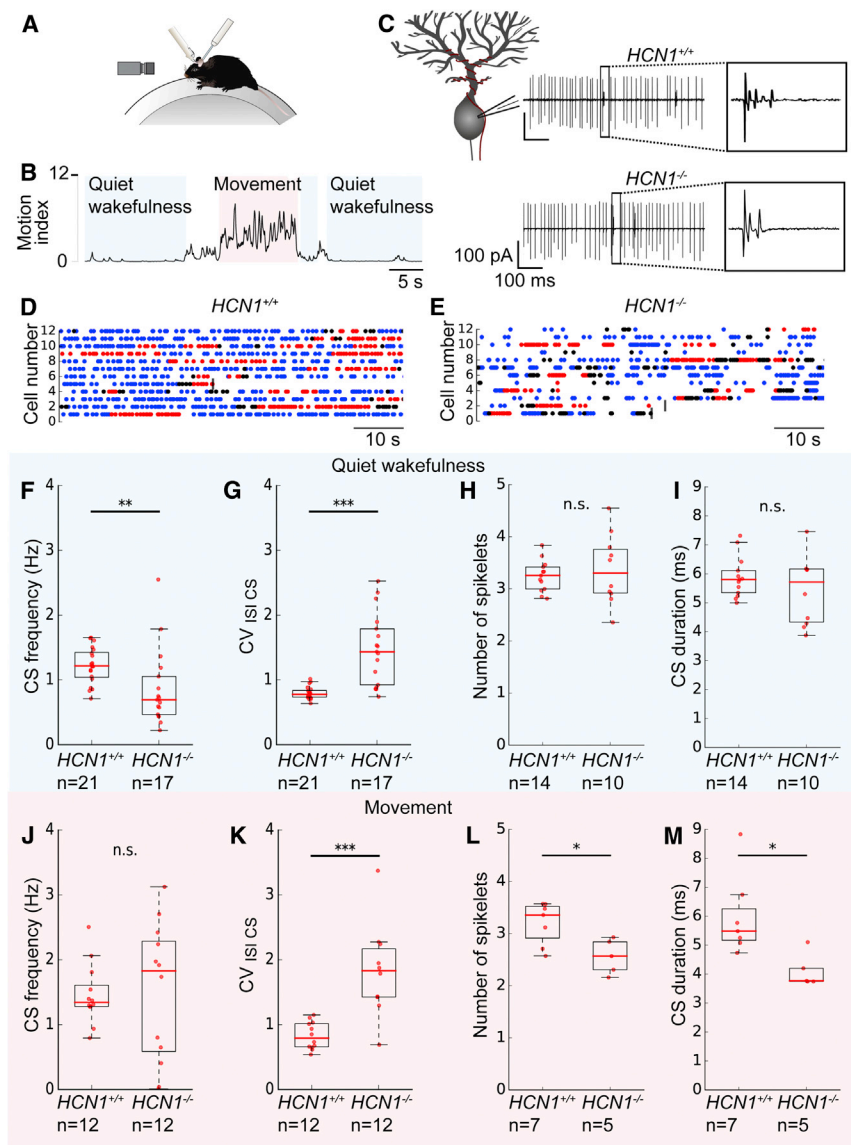 A
C
HCN1+/+
B
12
Quiet wakefulness
Movement
Quiet wakefulness
Motion index
0
5 s
HCN1-/-
100 pA
100 ms
D
HCN1+/+
Cell number
12
10
8
6
4
2
0
10 s
E
HCN1-/-
Cell number
12
10
8
6
4
2
0
10 s
Quiet wakefulness
F
CS frequency (Hz)
4
3
2
1
0
**
HCN1+/+ HCN1-/-
n=21 n=17
G
CV ISI CS
4
3
2
1
0
***
HCN1+/+ HCN1-/-
n=21 n=17
H
Number of spikelets
5
4
3
2
1
0
n.s.
HCN1+/+ HCN1-/-
n=14 n=10
I
CS duration (ms)
9
8
7
6
5
4
3
2
1
0
n.s.
HCN1+/+ HCN1-/-
n=14 n=10
Movement
J
CS frequency (Hz)
4
3
2
1
0
n.s.
HCN1+/+ HCN1-/-
n=12 n=12
K
CV ISI CS
4
3
2
1
0
***
HCN1+/+ HCN1-/-
n=12 n=12
L
Number of spikelets
5
4
3
2
1
0
*
HCN1+/+ HCN1-/-
n=7 n=5
M
CS duration (ms)
9
8
7
6
5
4
3
2
1
0
*
HCN1+/+ HCN1-/-
n=7 n=5